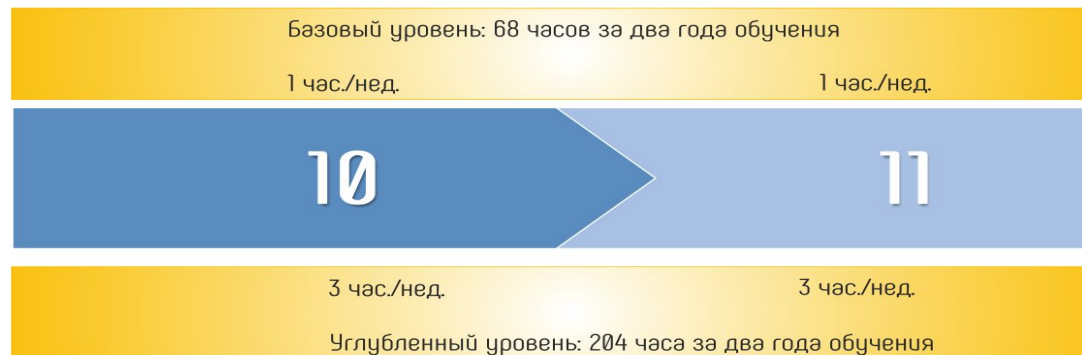 Базовый уровень: 68 часов за два года обучения
1 час./нед. 1 час./нед.
10 11
3 час./нед. 3 час./нед.
Углубленный уровень: 204 часа за два года обучения